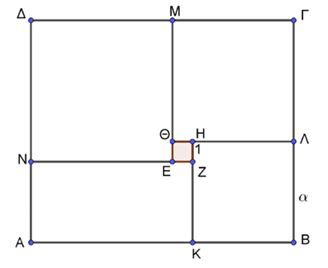 Δ Μ Γ
Θ Η Λ
1
Ν Ε Ζ
α
Α Κ Β